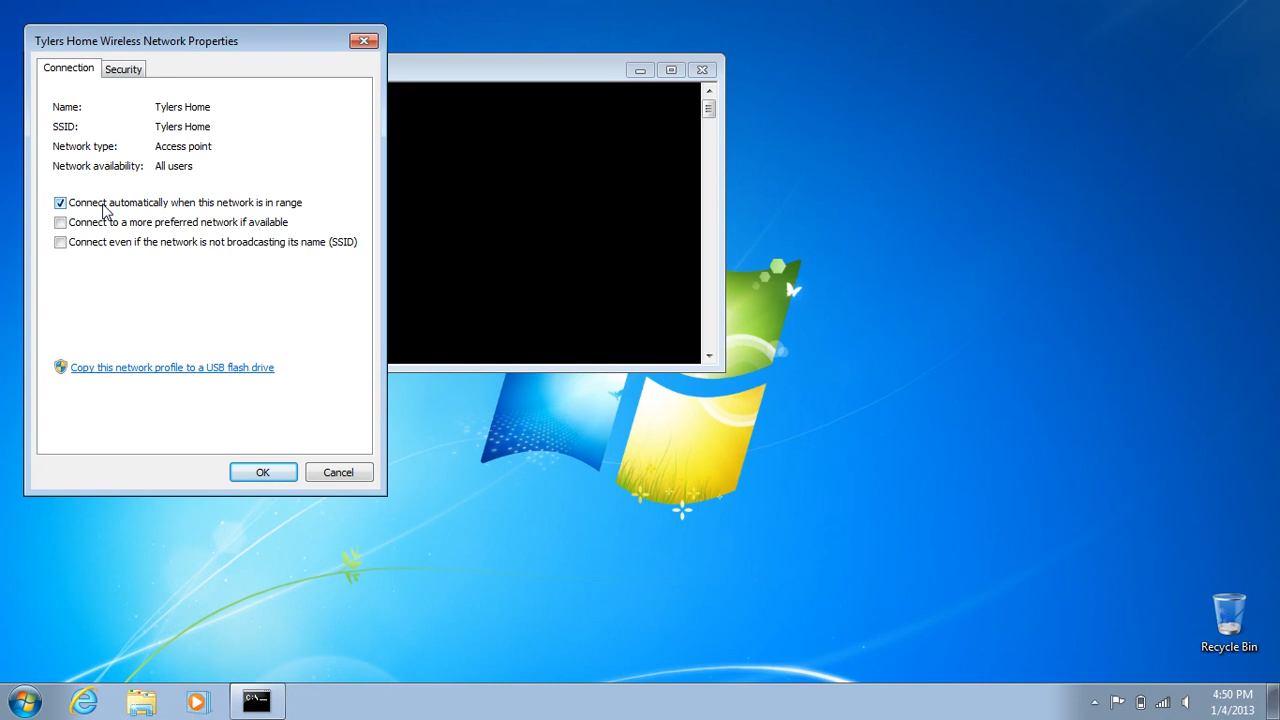 Tylers Home Wireless Network Properties
Connection
Security
Name: Tylers Home
SSID: Tylers Home
Network type: Access point
Network availability: All users
Connect automatically when this network is in range
Connect to a more preferred network if available
Connect even if the network is not broadcasting its name (SSID)
Copy this network profile to a USB flash drive
OK
Cancel
Recycle Bin
C:\_
4:50 PM
1/4/2013